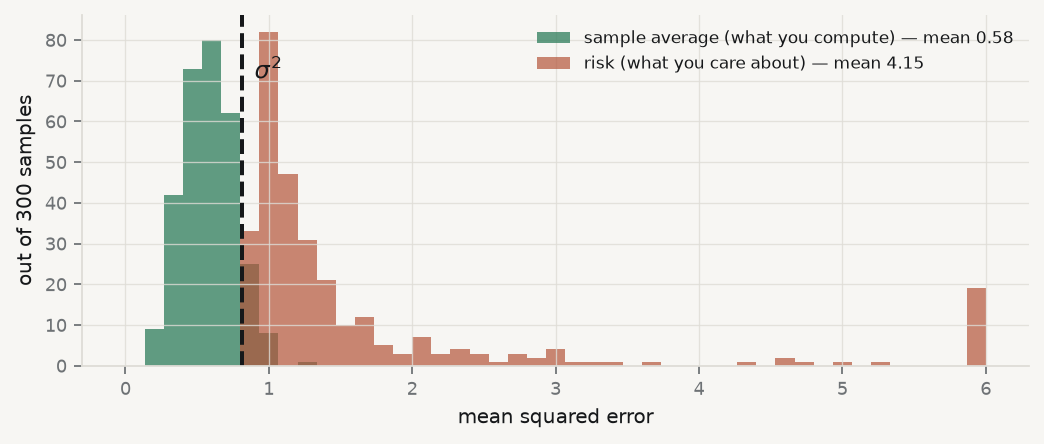 sample average (what you compute) — mean 0.58
risk (what you care about) — mean 4.15
σ²
out of 300 samples
80
70
60
50
40
30
20
10
0
0 1 2 3 4 5 6
mean squared error